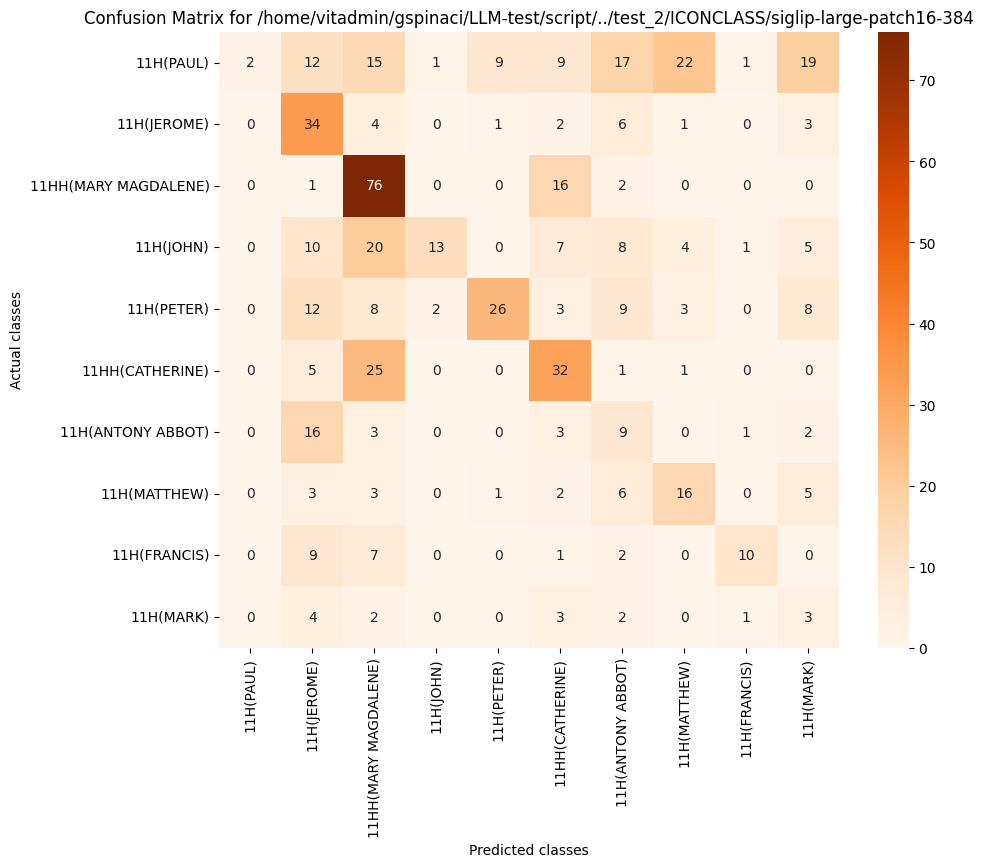 Confusion Matrix for /home/vitadmin/gspinaci/LLM-test/script/../test_2/ICONCLASS/siglip-large-patch16-384
Actual classes
11H(PAUL) 2 12 15 1 9 9 17 22 1 19
11H(JEROME) 0 34 4 0 1 2 6 1 0 3
11HH(MARY MAGDALENE) 0 1 76 0 0 16 2 0 0 0
11H(JOHN) 0 10 20 13 0 7 8 4 1 5
11H(PETER) 0 12 8 2 26 3 9 3 0 8
11HH(CATHERINE) 0 5 25 0 0 32 1 1 0 0
11H(ANTONY ABBOT) 0 16 3 0 0 3 9 0 1 2
11H(MATTHEW) 0 3 3 0 1 2 6 16 0 5
11H(FRANCIS) 0 9 7 0 0 1 2 0 10 0
11H(MARK) 0 4 2 0 0 3 2 0 1 3
11H(PAUL)
11H(JEROME)
11HH(MARY MAGDALENE)
11H(JOHN)
11H(PETER)
11HH(CATHERINE)
11H(ANTONY ABBOT)
11H(MATTHEW)
11H(FRANCIS)
11H(MARK)
Predicted classes
70
60
50
40
30
20
10
0